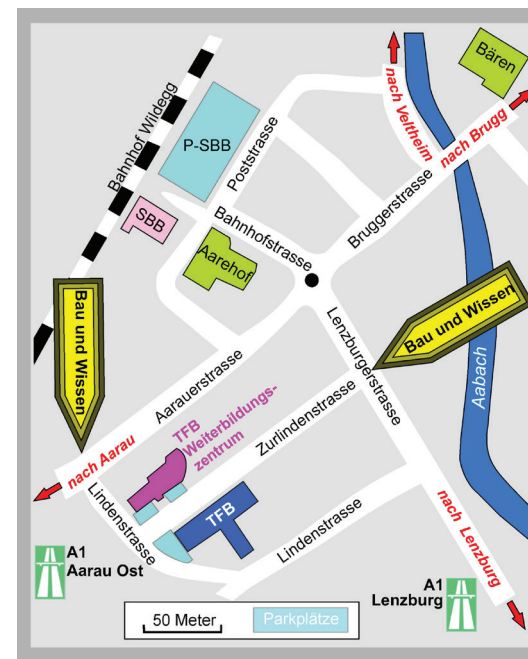 Bären
Bahnhof Wildegg
P-SBB
Poststrasse
nach Veltheim
nach Brugg
SBB
Bahnhofstrasse
Bruggerstrasse
Aarehof
Bau und Wissen
Lenzburgerstrasse
Bau und Wissen
Aabach
Aarauerstrasse
TFB
Weiterbildungs-
zentrum
Zurlindenstrasse
nach Aarau
Lindenstrasse
TFB
Lindenstrasse
nach Lenzburg
A1
Aarau Ost
A1
Lenzburg
50 Meter
Parkplätze